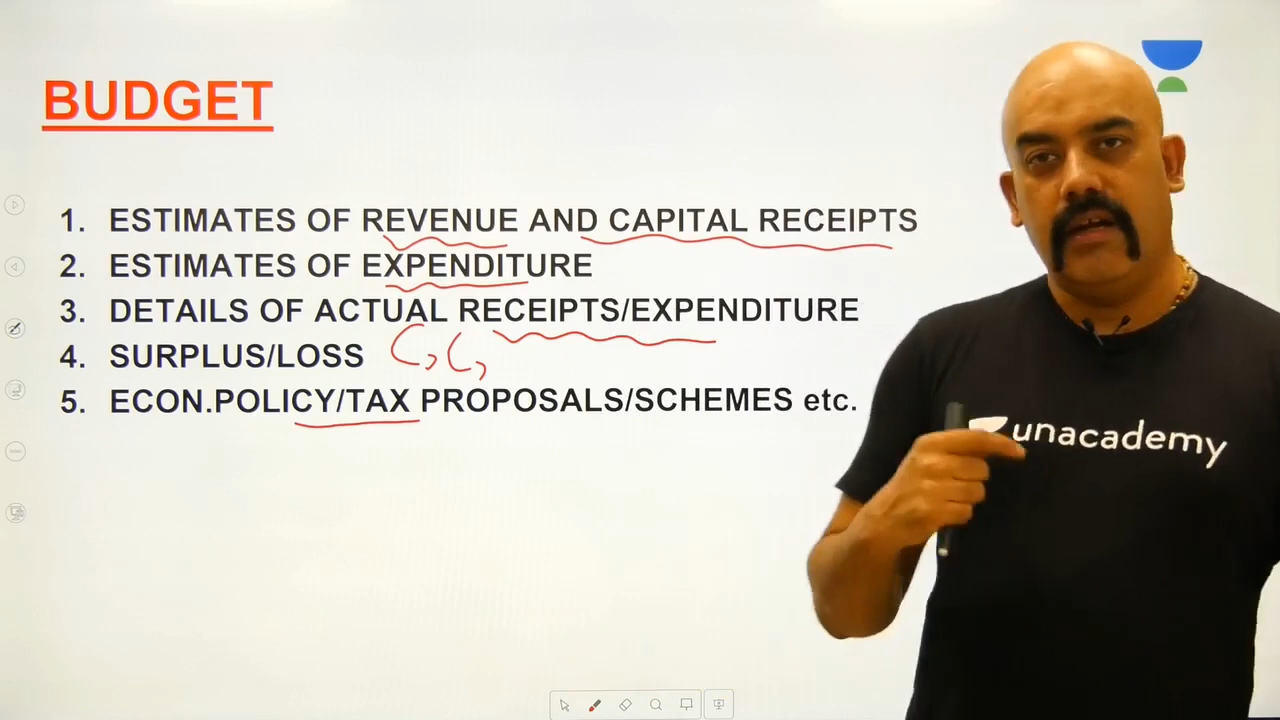 BUDGET
1. ESTIMATES OF REVENUE AND CAPITAL RECEIPTS
2. ESTIMATES OF EXPENDITURE
3. DETAILS OF ACTUAL RECEIPTS/EXPENDITURE
4. SURPLUS/LOSS
5. ECON.POLICY/TAX PROPOSALS/SCHEMES etc.
unacademy